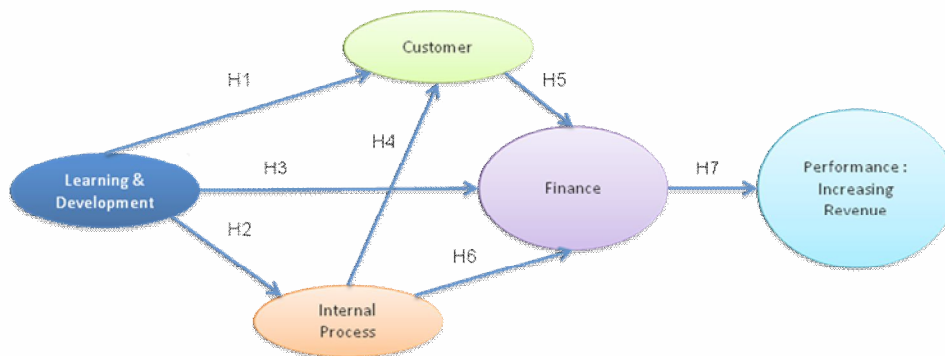 Customer
H1
H5
H4
Learning &
Development
H3
Finance
H7
Performance :
Increasing
Revenue
H2
H6
Internal
Process